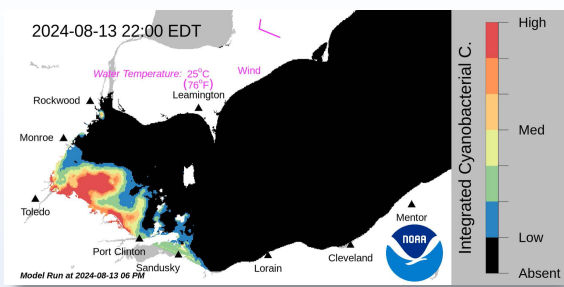 2024-08-13 22:00 EDT
Water Temperature: 25°C
(76°F)
Wind
Leamington
Rockwood
Monroe
Toledo
Port Clinton
Sandusky
Lorain
Cleveland
Mentor
NOAA
Model Run at 2024-08-13 06 PM
Integrated Cyanobacterial C.
High
Med
Low
Absent